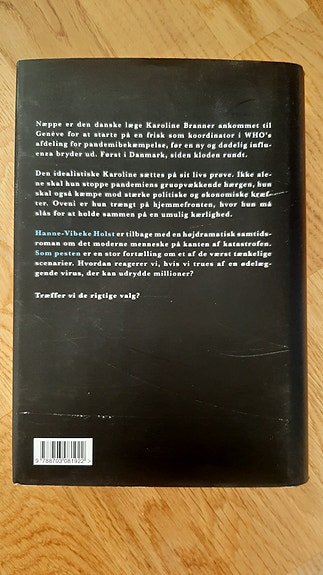 Næppe er den danske læge Karoline Branner ankommet til
Genève for at starte på en frisk som koordinator i WHO's
afdeling for pandemibekæmpelse, før en ny og dødelig influ-
enza bryder ud. Først i Danmark, siden kloden rundt.
Den idealistiske Karoline sættes på sit livs prøve. Ikke ale-
ne skal hun stoppe pandemiens gruopvækkende hærgen, hun
skal også kæmpe mod stærke politiske og økonomiske kræf-
ter. Oveni er hun trængt på hjemmefronten, hvor hun må
slås for at holde sammen på en umulig kærlighed.
Hanne-Vibeke Holst er tilbage med en højdramatisk samtids-
roman om det moderne menneske på kanten af katastrofen.
Som pesten er en stor fortælling om et af de værst tænkelige
scenarier. Hvordan reagerer vi, hvis vi trues af en ødelæg-
gende virus, der kan udrydde millioner?
Træffer vi de rigtige valg?
9 788703 081922 >